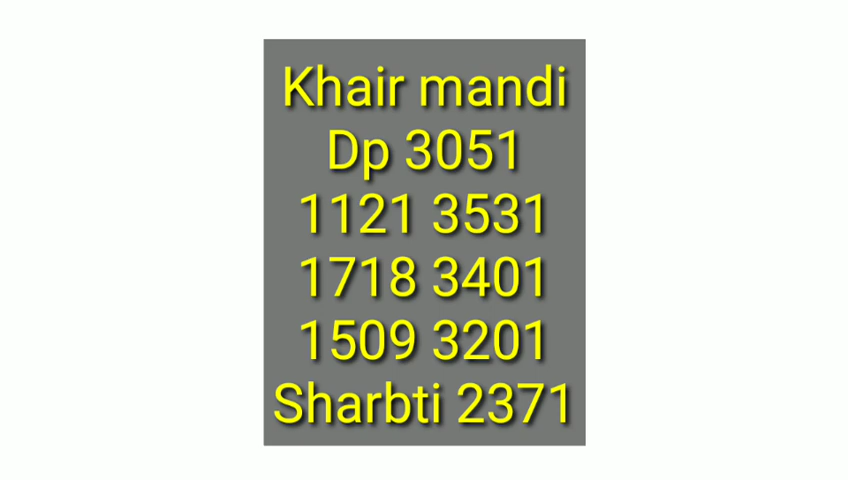 Khair mandi
Dp 3051
1121 3531
1718 3401
1509 3201
Sharbti 2371